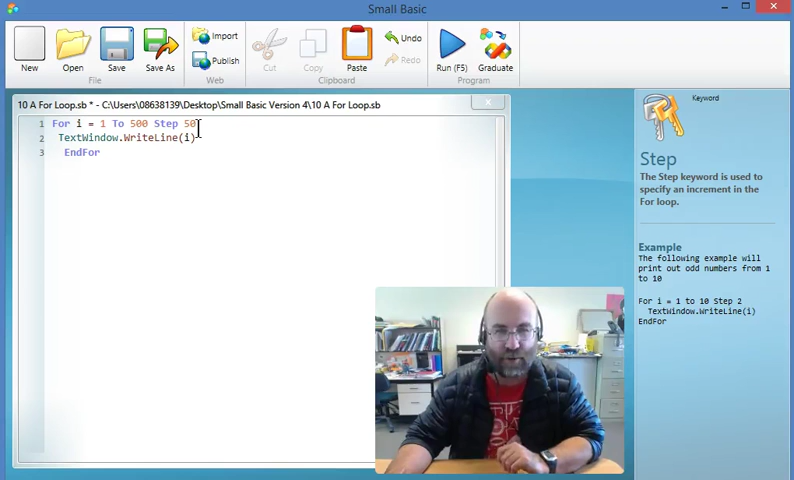 Small Basic
New
Open
Save
Save As
Import
Publish
Cut
Copy
Paste
Undo
Redo
Run (F5)
Graduate
File
Web
Clipboard
Program
10 A For Loop.sb * - C:\Users\08638139\Desktop\Small Basic Version 4\10 A For Loop.sb
1 For i = 1 To 500 Step 50
2 TextWindow.WriteLine(i)
3 EndFor
Keyword
Step
The Step keyword is used to
specify an increment in the
For loop.
Example
The following example will
print out odd numbers from 1
to 10
For i = 1 to 10 Step 2
TextWindow.WriteLine(i)
EndFor